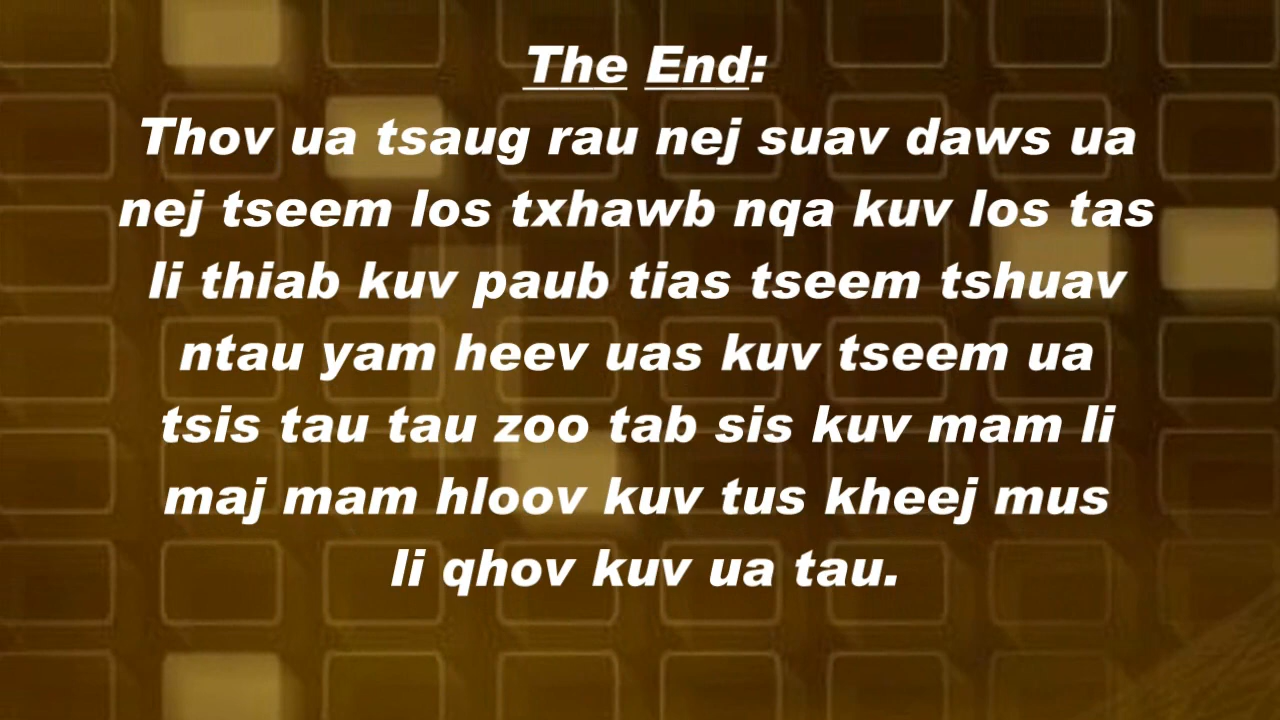 The End:
Thov ua tsaug rau nej suav daws ua
nej tseem los txhawb nqa kuv los tas
li thiab kuv paub tias tseem tshuav
ntau yam heev uas kuv tseem ua
tsis tau tau zoo tab sis kuv mam li
maj mam hloov kuv tus kheej mus
li qhov kuv ua tau.